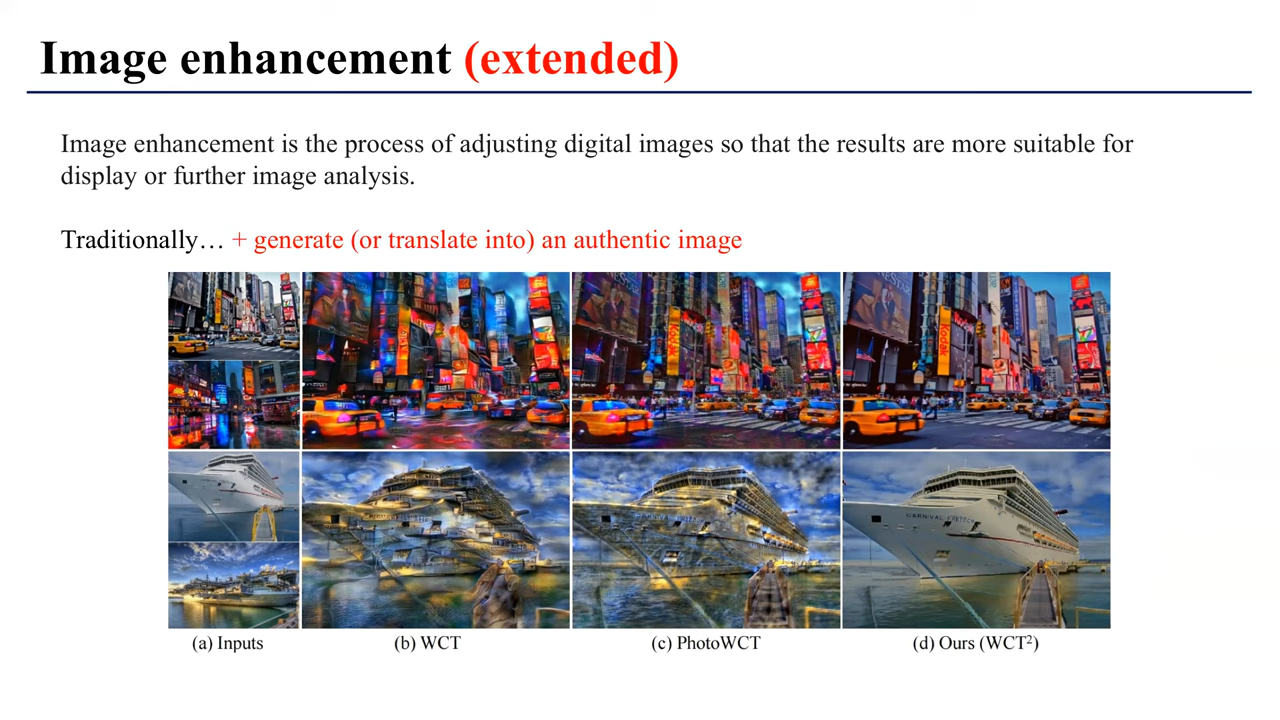 Image enhancement (extended)
Image enhancement is the process of adjusting digital images so that the results are more suitable for
display or further image analysis.
Traditionally… + generate (or translate into) an authentic image
Kodak
CARNIVAL
(a) Inputs
(b) WCT
(c) PhotoWCT
(d) Ours (WCT²)